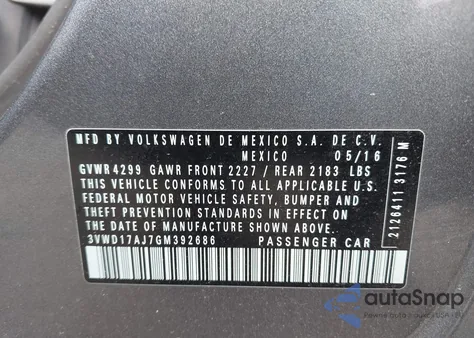 MFD BY VOLKSWAGEN DE MEXICO S.A. DE C.V.
MEXICO 05/16
GVWR 4299 GAWR FRONT 2227 / REAR 2183 LBS
THIS VEHICLE CONFORMS TO ALL APPLICABLE U.S.
FEDERAL MOTOR VEHICLE SAFETY, BUMPER AND
THEFT PREVENTION STANDARDS IN EFFECT ON
THE DATE OF MANUFACTURE SHOWN ABOVE
3VWD17AJ7GM392686 PASSENGER CAR
2126411 3176 M
autoSnap